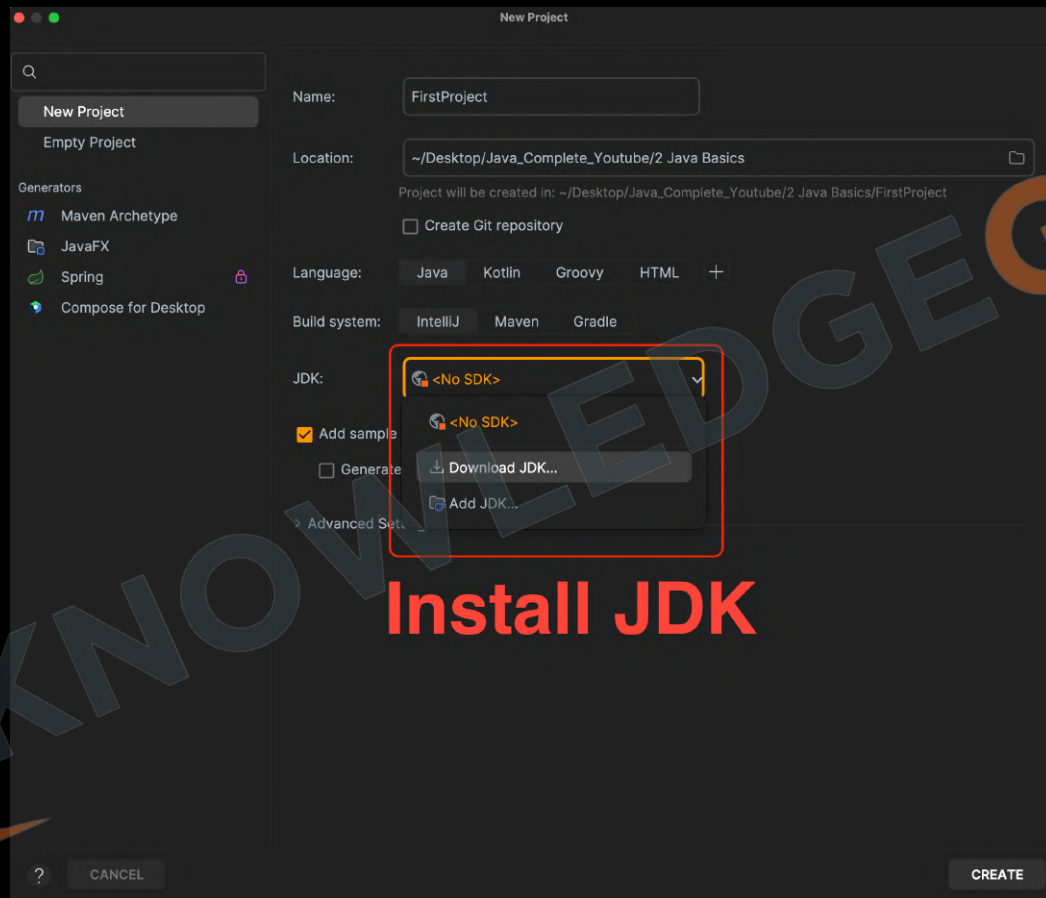 New Project
New Project
Empty Project
Generators
m Maven Archetype
JavaFX
Spring
Compose for Desktop
Name: FirstProject
Location: ~/Desktop/Java_Complete_Youtube/2 Java Basics
Project will be created in: ~/Desktop/Java_Complete_Youtube/2 Java Basics/FirstProject
Create Git repository
Language: Java Kotlin Groovy HTML +
Build system: IntelliJ Maven Gradle
JDK: <No SDK>
<No SDK>
Add sample
Download JDK...
Generate
Add JDK...
Advanced
Install JDK
KNOWLEDGE
? CANCEL CREATE